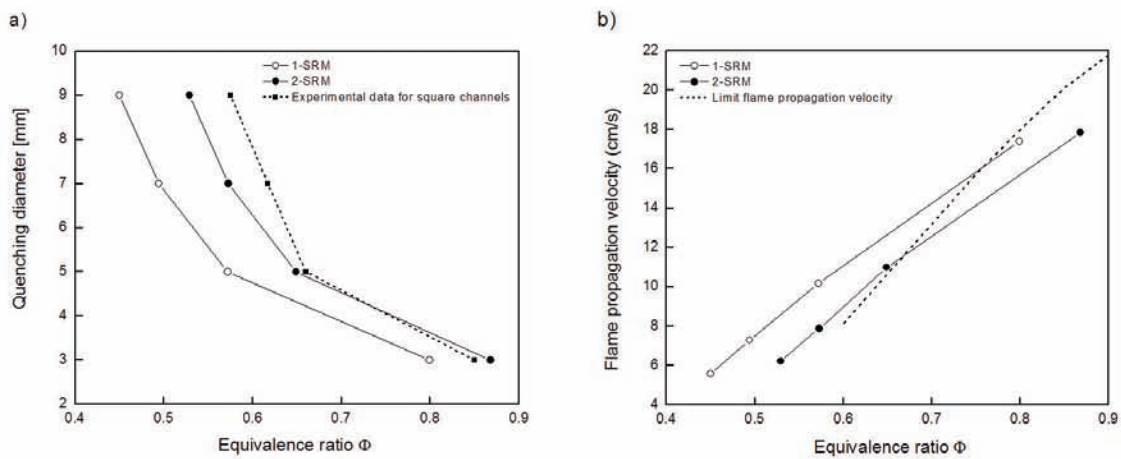 a)
10
9
8
7
6
5
4
3
2
0.4
0.5
0.6
0.7
0.8
0.9
Quenching diameter [mm]
Equivalence ratio Φ
1-SRM
2-SRM
Experimental data for square channels
b)
22
20
18
16
14
12
10
8
6
4
0.4
0.5
0.6
0.7
0.8
0.9
Flame propagation velocity (cm/s)
Equivalence ratio Φ
1-SRM
2-SRM
Limit flame propagation velocity